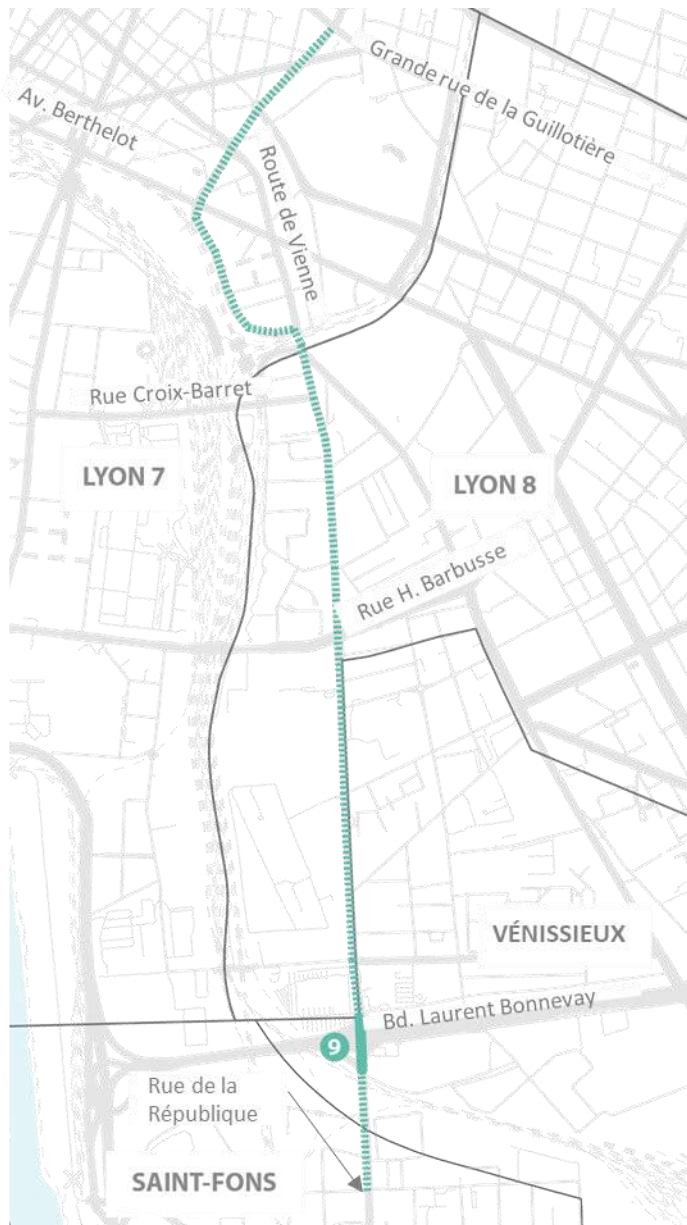 Grande rue de la Guillotière
Av. Berthelot
Route de Vienne
Rue Croix-Barret
LYON 7
LYON 8
Rue H. Barbusse
VÉNISSIEUX
Bd. Laurent Bonnevay
9
Rue de la
République
SAINT-FONS